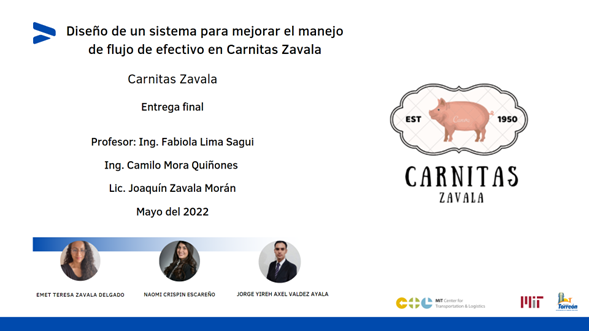 Diseño de un sistema para mejorar el manejo
de flujo de efectivo en Carnitas Zavala
Carnitas Zavala
Entrega final
Profesor: Ing. Fabiola Lima Sagui
Ing. Camilo Mora Quiñones
Lic. Joaquín Zavala Morán
Mayo del 2022
EST 1950
CARNITAS
ZAVALA
EMET TERESA ZAVALA DELGADO
NAOMI CRISPIN ESCAREÑO
JORGE YIREH AXEL VALDEZ AYALA
MIT Center for
Transportation & Logistics
MIT
Torreón